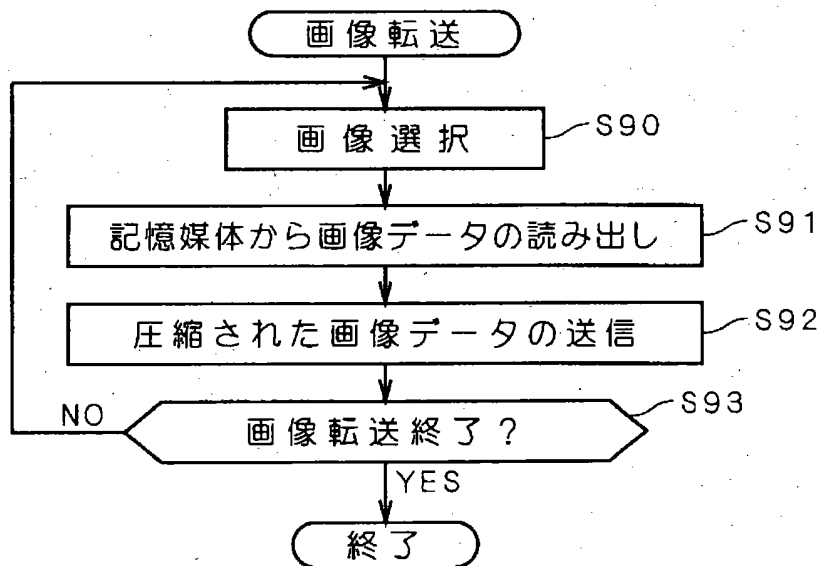 画像転送
画像選択
S90
記憶媒体から画像データの読み出し
S91
圧縮された画像データの送信
S92
画像転送終了?
S93
NO
YES
終了